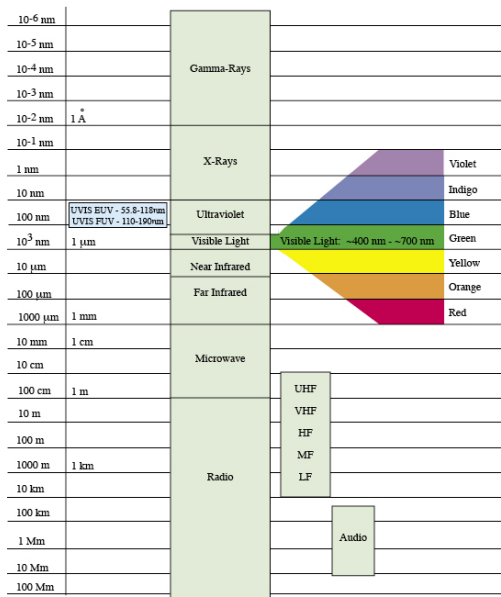 10⁻⁶ nm
10⁻⁵ nm
10⁻⁴ nm
Gamma-Rays
10⁻³ nm
10⁻² nm 1 Å
10⁻¹ nm
X-Rays
Violet
1 nm
Indigo
10 nm
UVIS EUV - 55.8-118nm
UVIS FUV - 110-190nm
100 nm
Ultraviolet
Blue
10³ nm 1 μm
Visible Light
Visible Light: ~400 nm - ~700 nm
Green
10 μm
Near Infrared
Yellow
100 μm
Far Infrared
Orange
1000 μm 1 mm
Red
10 mm 1 cm
Microwave
10 cm
100 cm 1 m
UHF
10 m
VHF
100 m
HF
MF
1000 m 1 km
Radio
LF
10 km
100 km
Audio
1 Mm
10 Mm
100 Mm